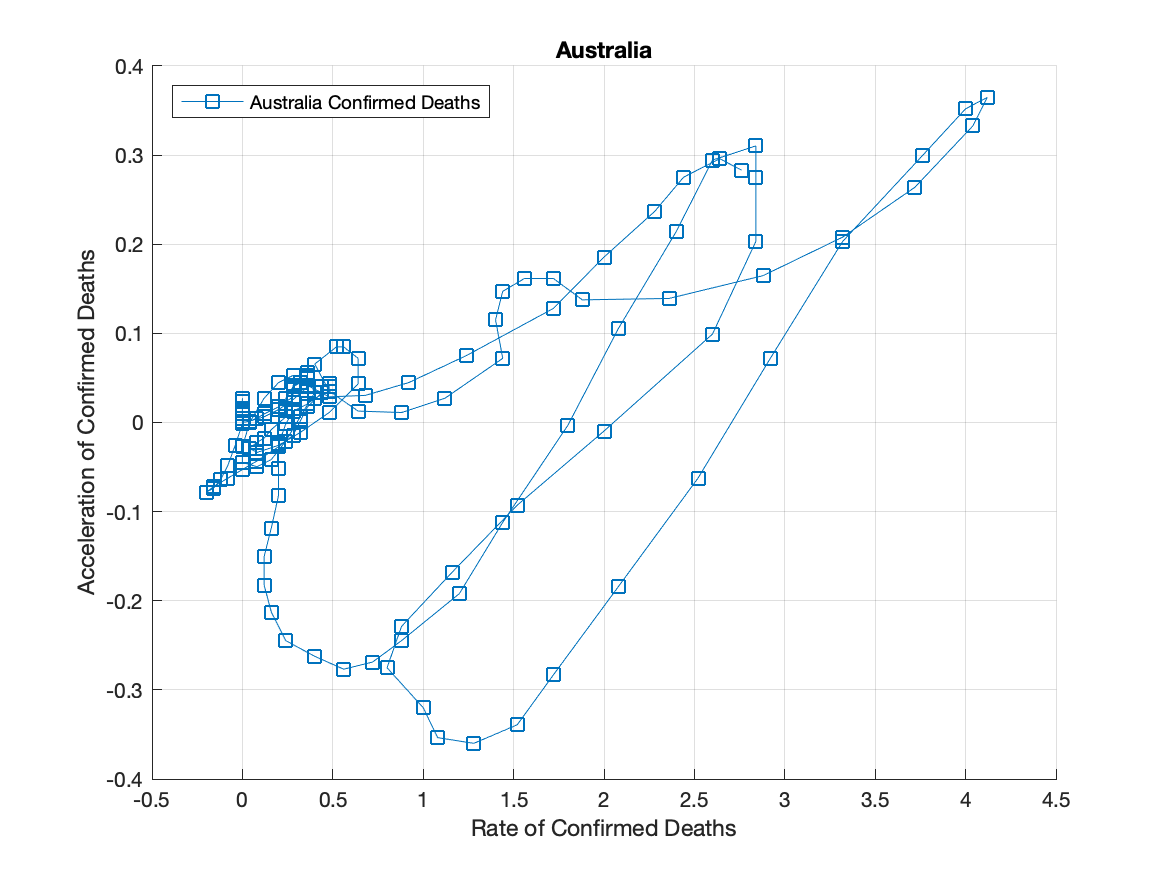 Australia
Australia Confirmed Deaths
Acceleration of Confirmed Deaths
0.4
0.3
0.2
0.1
0
-0.1
-0.2
-0.3
-0.4
-0.5 0 0.5 1 1.5 2 2.5 3 3.5 4 4.5
Rate of Confirmed Deaths